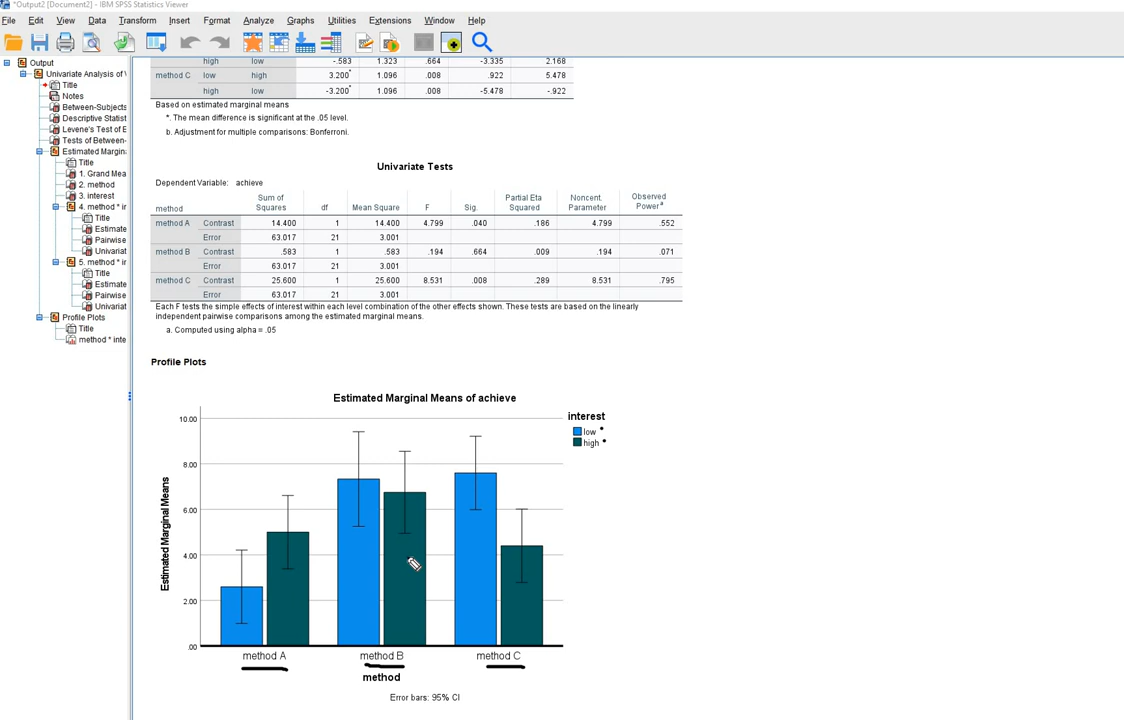 *Output2 [Document2] - IBM SPSS Statistics Viewer
File Edit View Data Transform Insert Format Analyze Graphs Utilities Extensions Window Help
Output
Univariate Analysis of V
Title
Notes
Between-Subjects
Descriptive Statist
Levene's Test of E
Tests of Between-
Estimated Margin
Title
1. Grand Mea
2. method
3. interest
4. method * ir
Title
Estimate
Pairwise
Univariat
5. method * ir
Title
Estimate
Pairwise
Univariat
Profile Plots
Title
method * inte
high low -.583 1.323 .664 -3.335 2.168
method C low high 3.200* 1.096 .008 .922 5.478
high low -3.200* 1.096 .008 -5.478 -.922
Based on estimated marginal means
*. The mean difference is significant at the .05 level.
b. Adjustment for multiple comparisons: Bonferroni.
Univariate Tests
Dependent Variable: achieve
method Sum of Squares df Mean Square F Sig. Partial Eta Squared Noncent. Parameter Observed Powerª
method A Contrast 14.400 1 14.400 4.799 .040 .186 4.799 .552
Error 63.017 21 3.001
method B Contrast .583 1 .583 .194 .664 .009 .194 .071
Error 63.017 21 3.001
method C Contrast 25.600 1 25.600 8.531 .008 .289 8.531 .795
Error 63.017 21 3.001
Each F tests the simple effects of interest within each level combination of the other effects shown. These tests are based on the linearly
independent pairwise comparisons among the estimated marginal means.
a. Computed using alpha = .05
Profile Plots
Estimated Marginal Means of achieve
interest
low
high
Estimated Marginal Means
10.00
8.00
6.00
4.00
2.00
.00
method A method B method C
method
Error bars: 95% CI